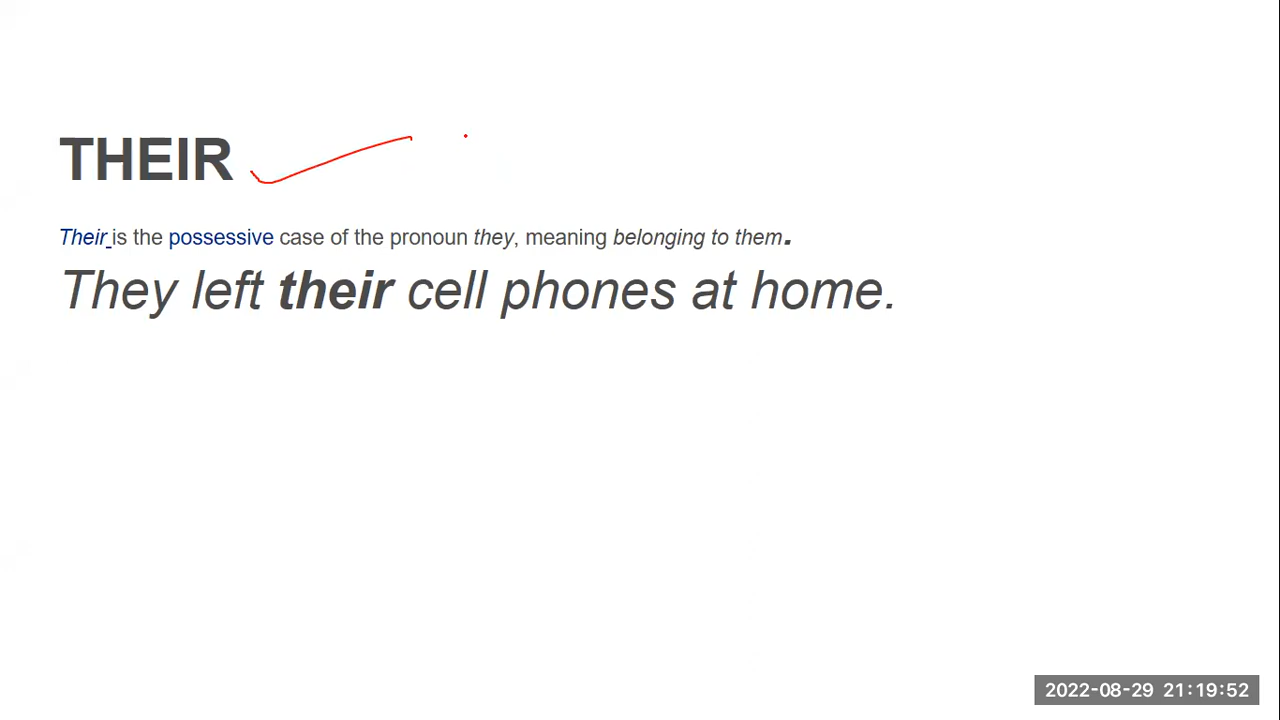 THEIR
Their is the possessive case of the pronoun they, meaning belonging to them.
They left their cell phones at home.
2022-08-29 21:19:52